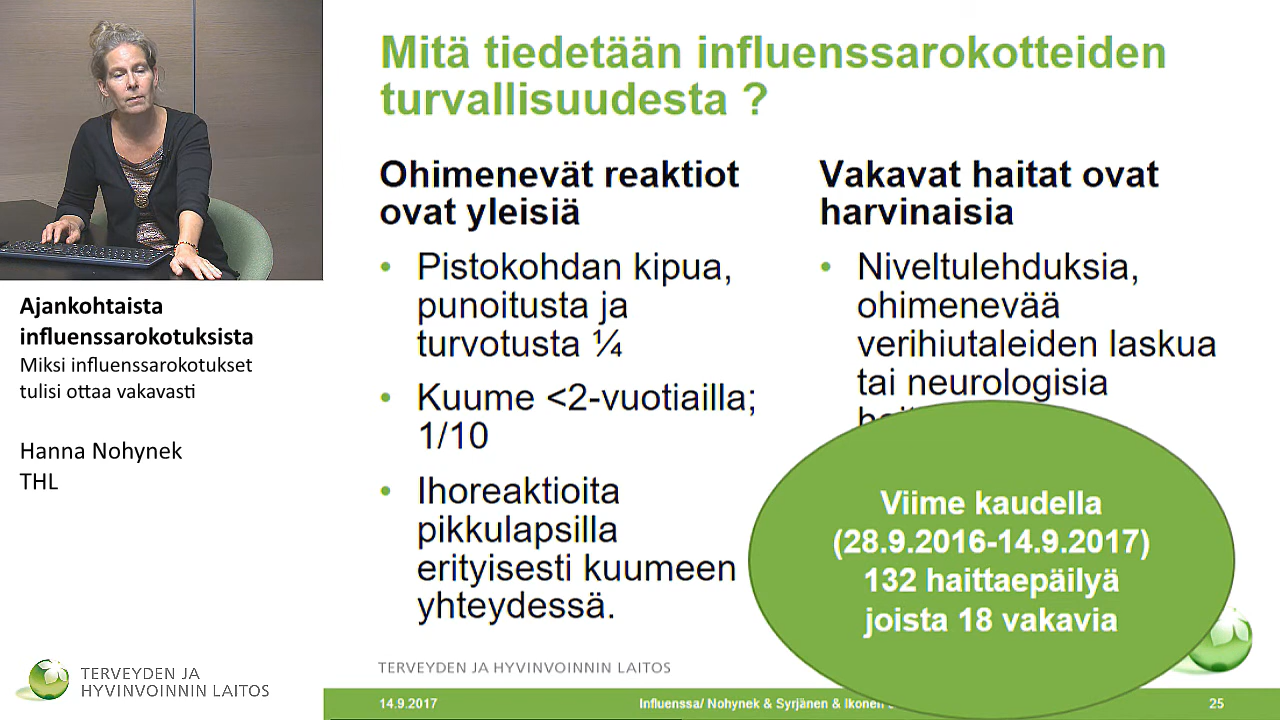 Mitä tiedetään influenssarokotteiden
turvallisuudesta ?
Ohimenevät reaktiot
ovat yleisiä
• Pistokohdan kipua,
punoitusta ja
turvotusta ¼
• Kuume <2-vuotiailla;
1/10
• Ihoreaktioita
pikkulapsilla
erityisesti kuumeen
yhteydessä.
Vakavat haitat ovat
harvinaisia
• Niveltulehduksia,
ohimenevää
verihiutaleiden laskua
tai neurologisia
Viime kaudella
(28.9.2016-14.9.2017)
132 haittaepäilyä
joista 18 vakavia
Ajankohtaista
influenssarokotuksista
Miksi influenssarokotukset
tulisi ottaa vakavasti
Hanna Nohynek
THL
TERVEYDEN JA
HYVINVOINNIN LAITOS
TERVEYDEN JA HYVINVOINNIN LAITOS
14.9.2017
Influenssa/ Nohynek & Syrjänen & Ikonen
25